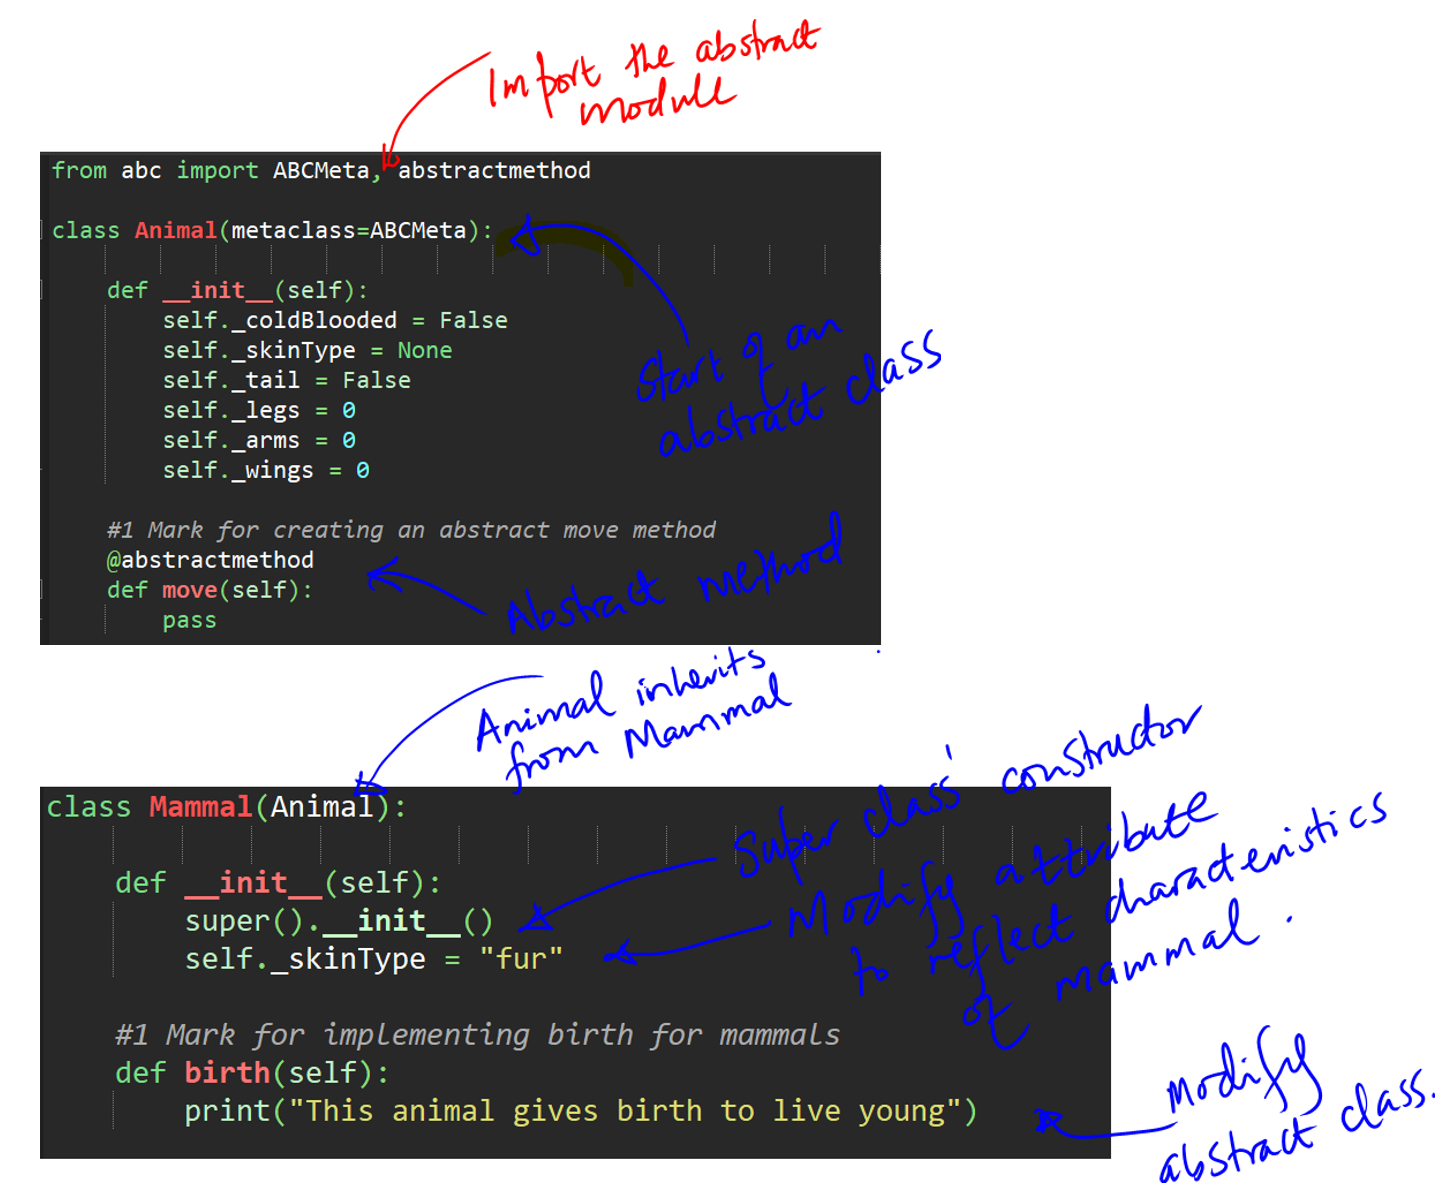 Import the abstract
module
from abc import ABCMeta, abstractmethod
class Animal(metaclass=ABCMeta):
def __init__(self):
self._coldBlooded = False
self._skinType = None
self._tail = False
self._legs = 0
self._arms = 0
self._wings = 0
Start of an
abstract class
#1 Mark for creating an abstract move method
@abstractmethod
def move(self):
pass
Abstract method
Animal inherits
from Mammal
class Mammal(Animal):
def __init__(self):
super().__init__()
self._skinType = "fur"
Super class' constructor
Modify attribute
to reflect characteristics
of mammal.
#1 Mark for implementing birth for mammals
def birth(self):
print("This animal gives birth to live young")
Modify
abstract class.